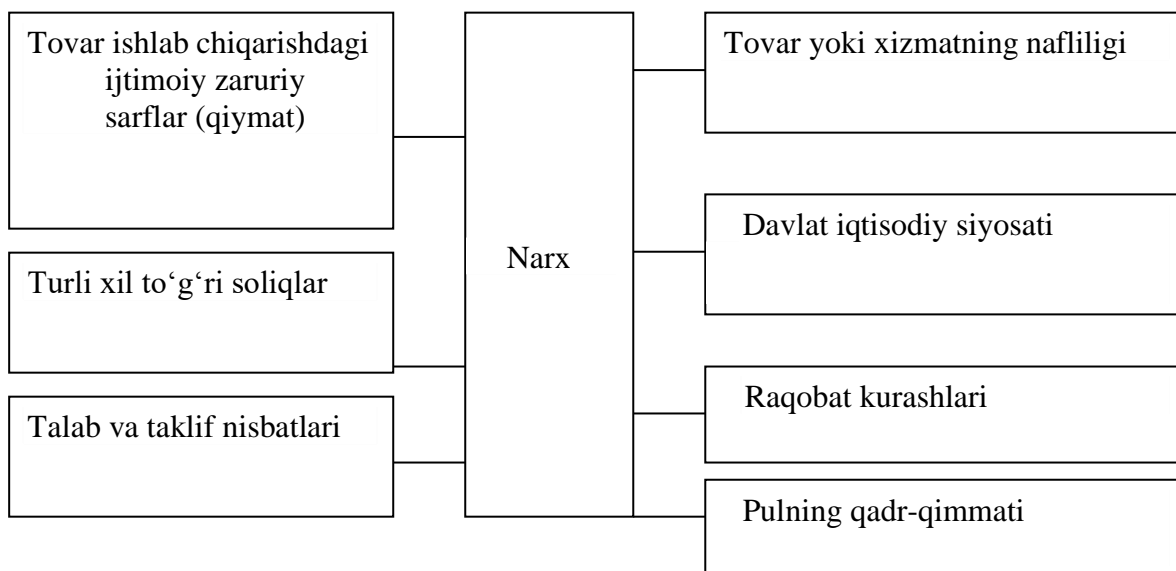 Tovar ishlab chiqarishdagi
ijtimoiy zaruriy
sarflar (qiymat)
Turli xil to‘g‘ri soliqlar
Talab va taklif nisbatlari
Narx
Tovar yoki xizmatning nafliligi
Davlat iqtisodiy siyosati
Raqobat kurashlari
Pulning qadr-qimmati